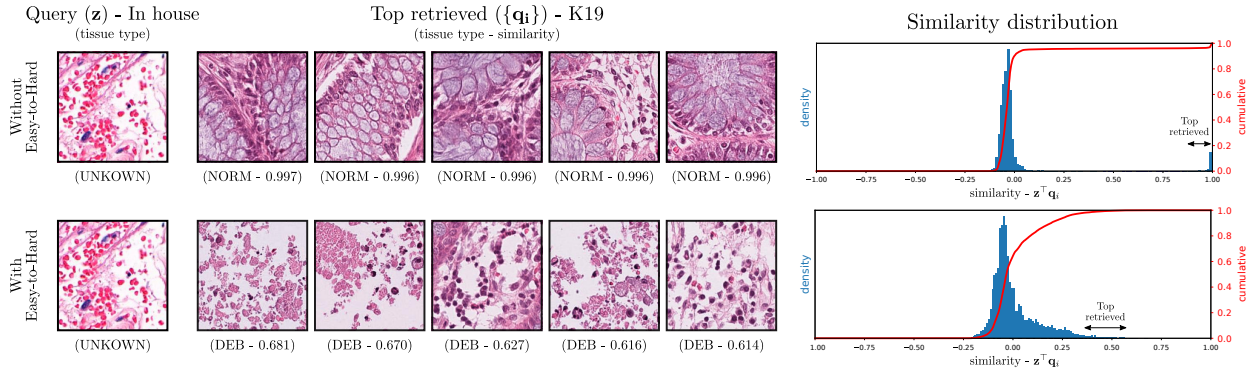 Query (z) - In house
(tissue type)
Top retrieved ({q_i}) - K19
(tissue type - similarity)
Similarity distribution
Without
Easy-to-Hard
(UNKOWN)
(NORM - 0.997)
(NORM - 0.996)
(NORM - 0.996)
(NORM - 0.996)
(NORM - 0.996)
density
cumulative
Top
retrieved
1.0
0.8
0.6
0.4
0.2
0.0
−1.00
−0.75
−0.50
−0.25
0.00
0.25
0.50
0.75
1.00
similarity - z⊤q_i
With
Easy-to-Hard
(UNKOWN)
(DEB - 0.681)
(DEB - 0.670)
(DEB - 0.627)
(DEB - 0.616)
(DEB - 0.614)
density
cumulative
Top
retrieved
1.0
0.8
0.6
0.4
0.2
0.0
−1.00
−0.75
−0.50
−0.25
0.00
0.25
0.50
0.75
1.00
similarity - z⊤q_i